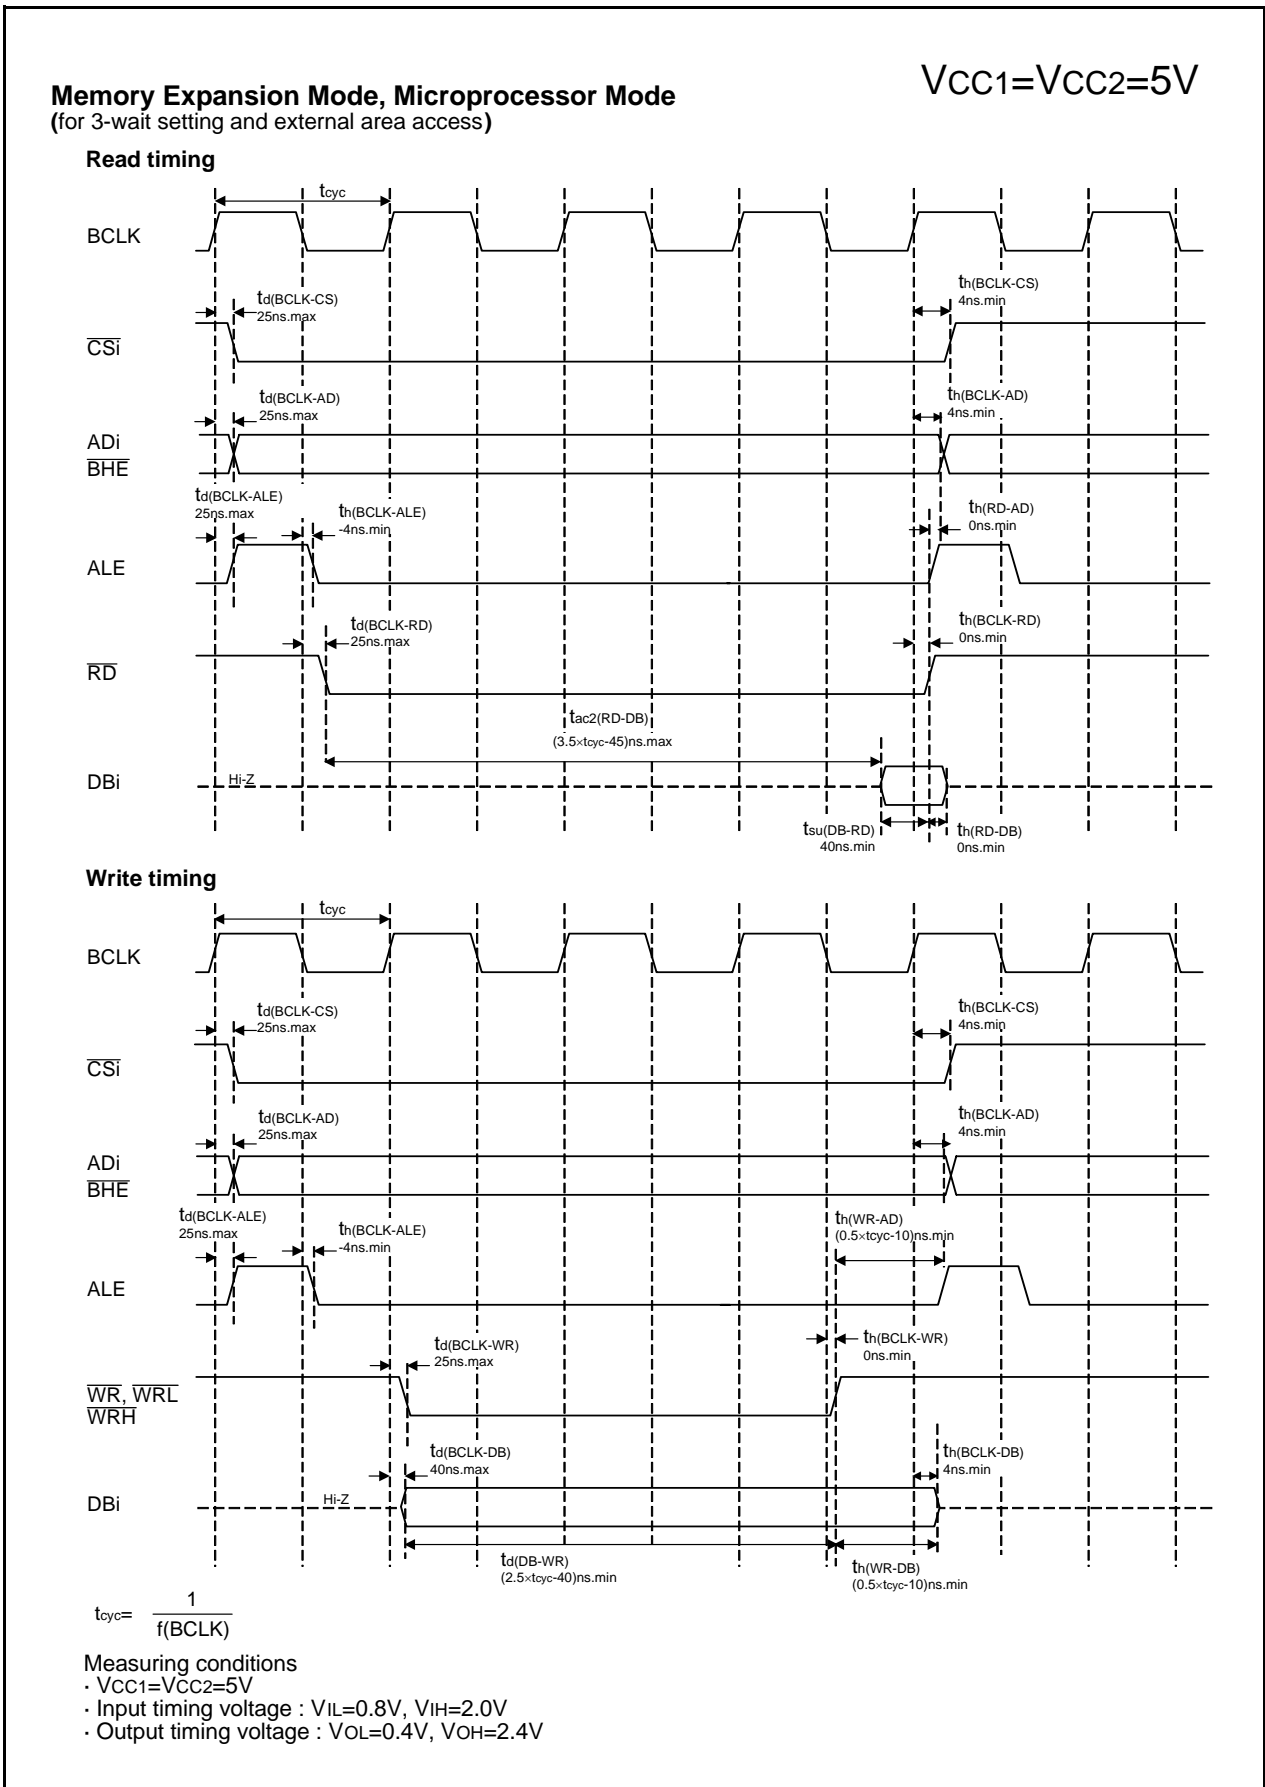 VCC1=VCC2=5V
Memory Expansion Mode, Microprocessor Mode
(for 3-wait setting and external area access)
Read timing
tcyc
BCLK
td(BCLK-CS)
25ns.max
th(BCLK-CS)
4ns.min
CSi
td(BCLK-AD)
25ns.max
th(BCLK-AD)
4ns.min
ADi
BHE
td(BCLK-ALE)
25ns.max
th(BCLK-ALE)
-4ns.min
th(RD-AD)
0ns.min
ALE
td(BCLK-RD)
25ns.max
th(BCLK-RD)
0ns.min
RD
tac2(RD-DB)
(3.5×tcyc-45)ns.max
DBi
Hi-Z
tsu(DB-RD)
40ns.min
th(RD-DB)
0ns.min
Write timing
tcyc
BCLK
td(BCLK-CS)
25ns.max
th(BCLK-CS)
4ns.min
CSi
td(BCLK-AD)
25ns.max
th(BCLK-AD)
4ns.min
ADi
BHE
td(BCLK-ALE)
25ns.max
th(BCLK-ALE)
-4ns.min
th(WR-AD)
(0.5×tcyc-10)ns.min
ALE
td(BCLK-WR)
25ns.max
th(BCLK-WR)
0ns.min
WR, WRL
WRH
td(BCLK-DB)
40ns.max
th(BCLK-DB)
4ns.min
DBi
Hi-Z
td(DB-WR)
(2.5×tcyc-40)ns.min
th(WR-DB)
(0.5×tcyc-10)ns.min
tcyc= 1
f(BCLK)
Measuring conditions
· VCC1=VCC2=5V
· Input timing voltage : VIL=0.8V, VIH=2.0V
· Output timing voltage : VOL=0.4V, VOH=2.4V